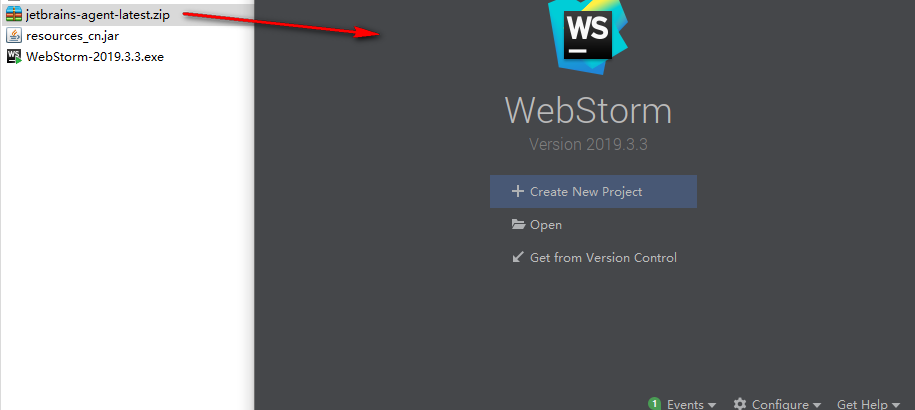 jetbrains-agent-latest.zip
resources_cn.jar
WS
WebStorm-2019.3.3.exe
WS
WebStorm
Version 2019.3.3
Create New Project
Open
Get from Version Control
1 Events
Configure
Get Help